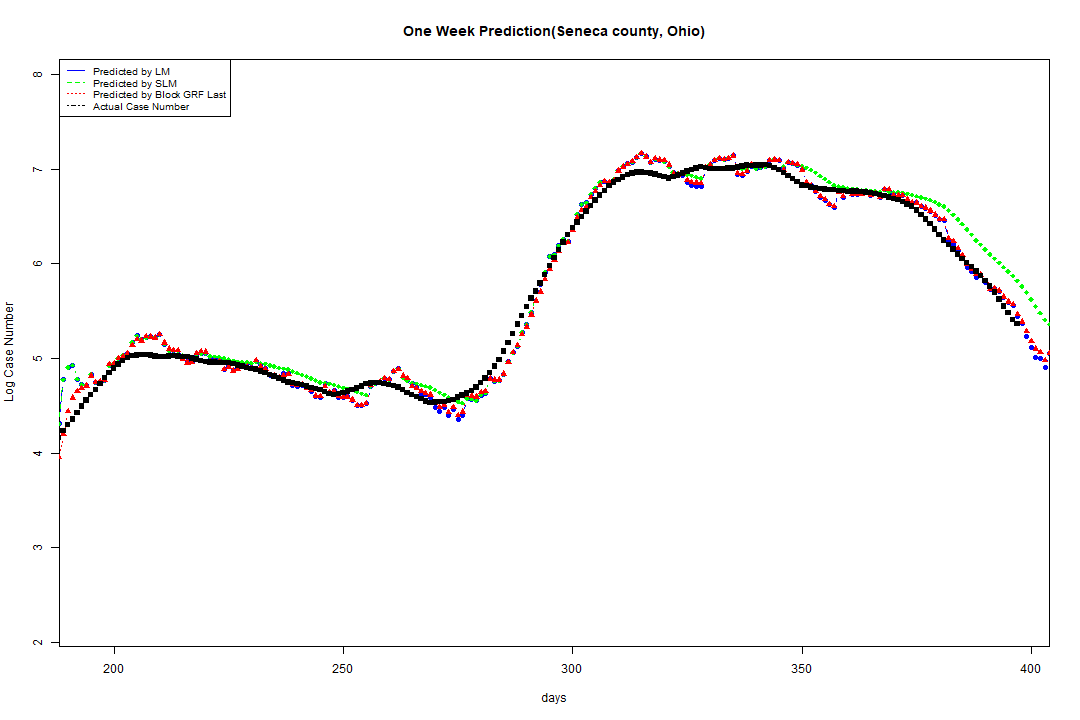 One Week Prediction(Seneca county, Ohio)
Predicted by LM
Predicted by SLM
Predicted by Block GRF Last
Actual Case Number
8
7
6
5
4
3
2
Log Case Number
200 250 300 350 400
days